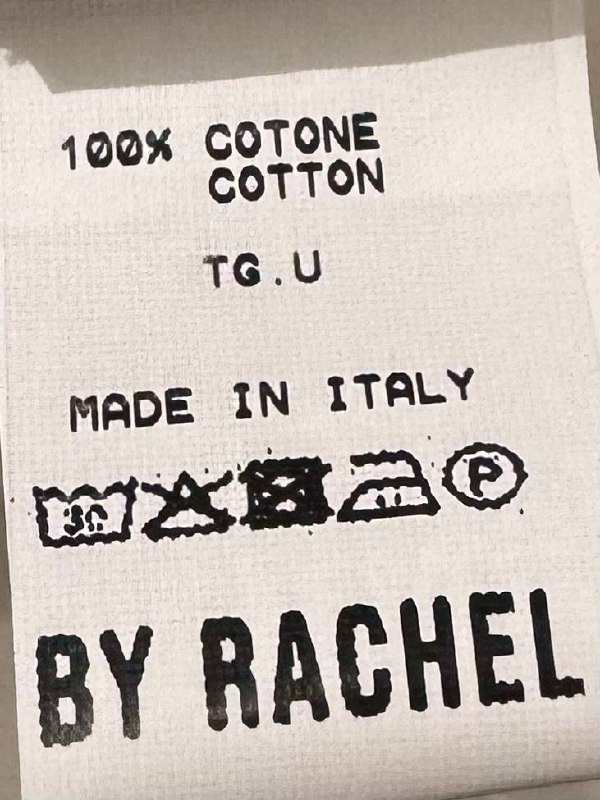 100% COTONE
COTTON
TG.U
MADE IN ITALY
30
P
BY RACHEL